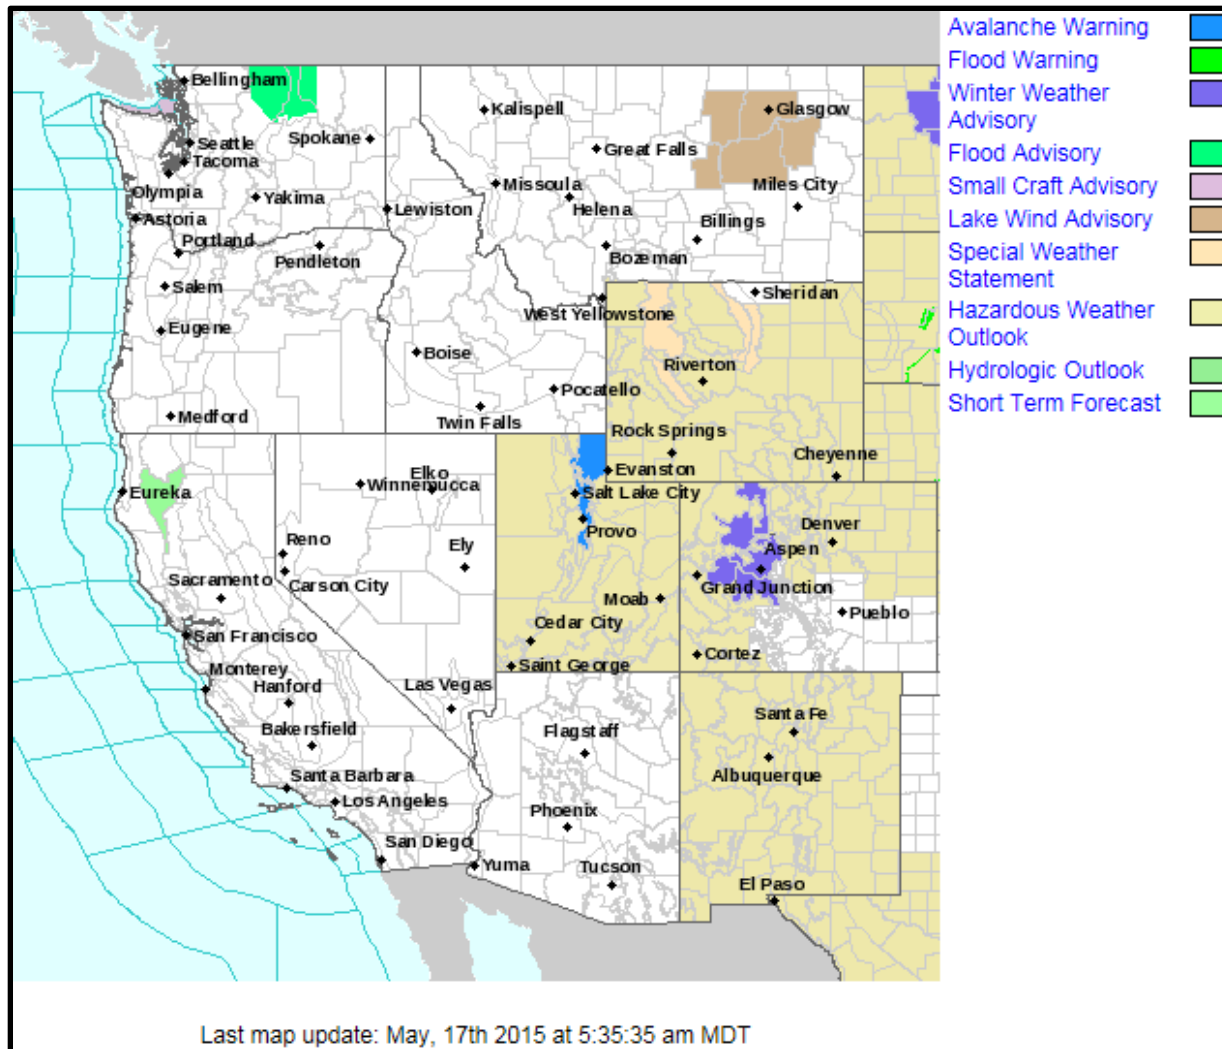 Avalanche Warning
Flood Warning
Winter Weather
Advisory
Flood Advisory
Small Craft Advisory
Lake Wind Advisory
Special Weather
Statement
Hazardous Weather
Outlook
Hydrologic Outlook
Short Term Forecast
Bellingham
Kalispell
Glasgow
Seattle
Spokane
Great Falls
Tacoma
Olympia
Yakima
Missoula
Miles City
Astoria
Lewiston
Helena
Billings
Portland
Pendleton
Bozeman
Salem
Sheridan
West Yellowstone
Eugene
Boise
Riverton
Pocatello
Medford
Twin Falls
Rock Springs
Cheyenne
Elko
Evanston
Eureka
Winnemucca
Salt Lake City
Denver
Provo
Reno
Ely
Aspen
Sacramento
Carson City
Grand Junction
Moab
Pueblo
San Francisco
Cedar City
Cortez
Monterey
Saint George
Hanford
Las Vegas
Santa Fe
Bakersfield
Flagstaff
Albuquerque
Santa Barbara
Los Angeles
Phoenix
San Diego
Yuma
Tucson
El Paso
Last map update: May, 17th 2015 at 5:35:35 am MDT